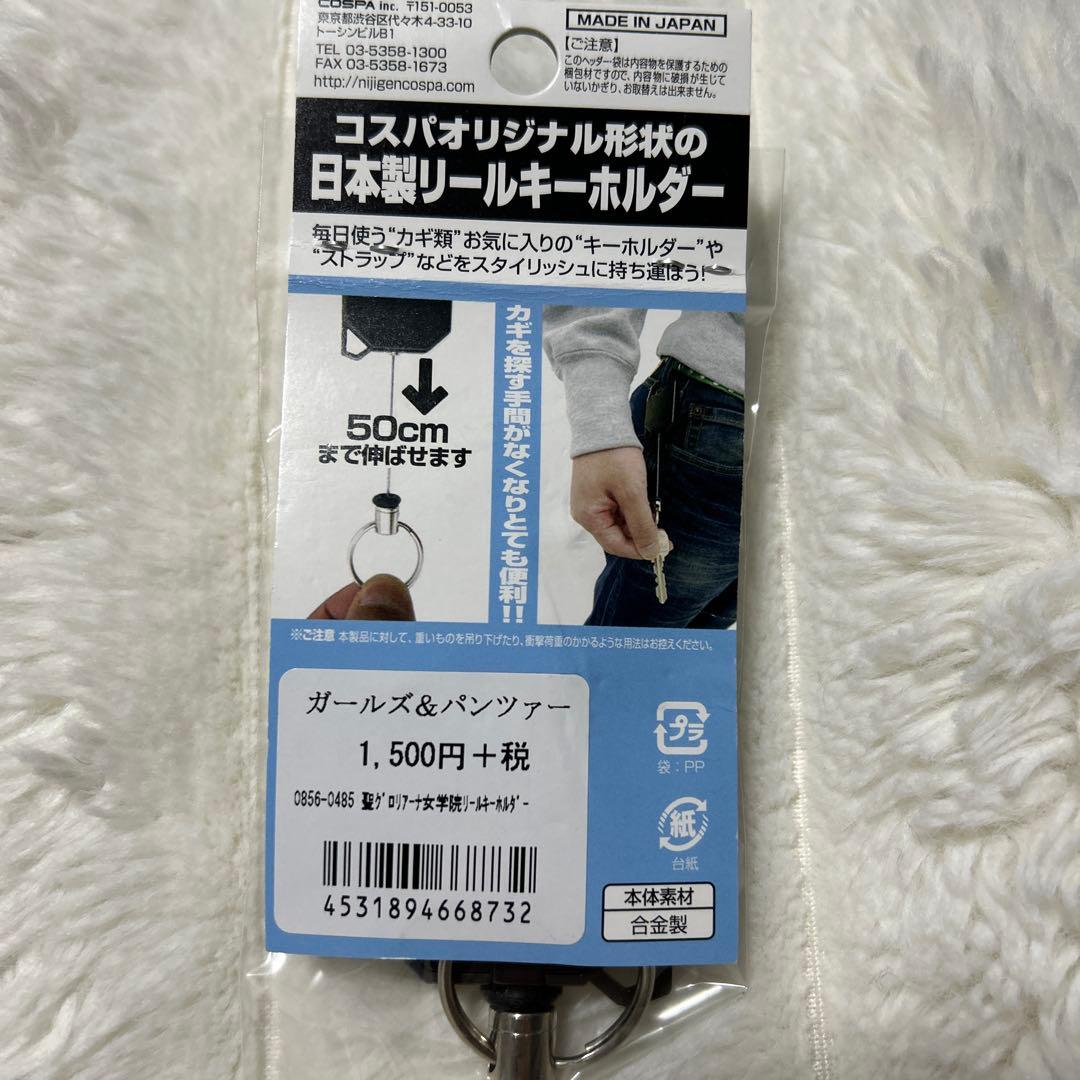 COSPA inc. 〒151-0053
東京都渋谷区代々木4-33-10
トーシンビルB1
TEL 03-5358-1300
FAX 03-5358-1673
http://nijigencospa.com
MADE IN JAPAN
【ご注意】
このヘッダー・袋は内容物を保護するための
梱包材ですので、内容物に破損が生じて
いないかぎり、お取替えは出来ません。
コスパオリジナル形状の
日本製リールキーホルダー
毎日使う“カギ類”お気に入りの“キーホルダー”や
“ストラップ”などをスタイリッシュに持ち運ぼう!
50cm
まで伸ばせます
カギを探す手間がなくなりとても便利!!
※ご注意 本製品に対して、重いものを吊り下げたり、衝撃荷重のかかるような用法はお控えください。
ガールズ&パンツァー
1,500円+税
0856-0485 聖グロリアーナ女学院リールキーホルダー
4531894668732
プラ
袋:PP
紙
台紙
本体素材
合金製